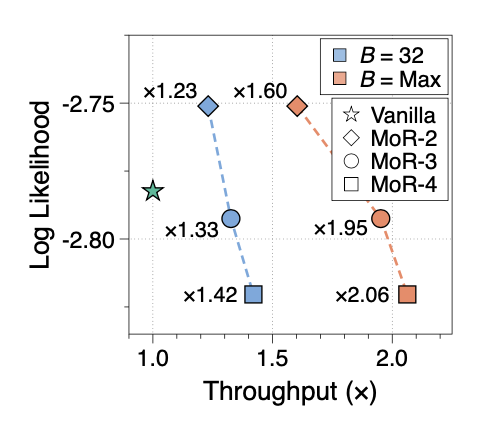 B = 32
B = Max
Vanilla
MoR-2
MoR-3
MoR-4
×1.23
×1.60
×1.33
×1.95
×1.42
×2.06
-2.75
-2.80
Log Likelihood
1.0
1.5
2.0
Throughput (×)